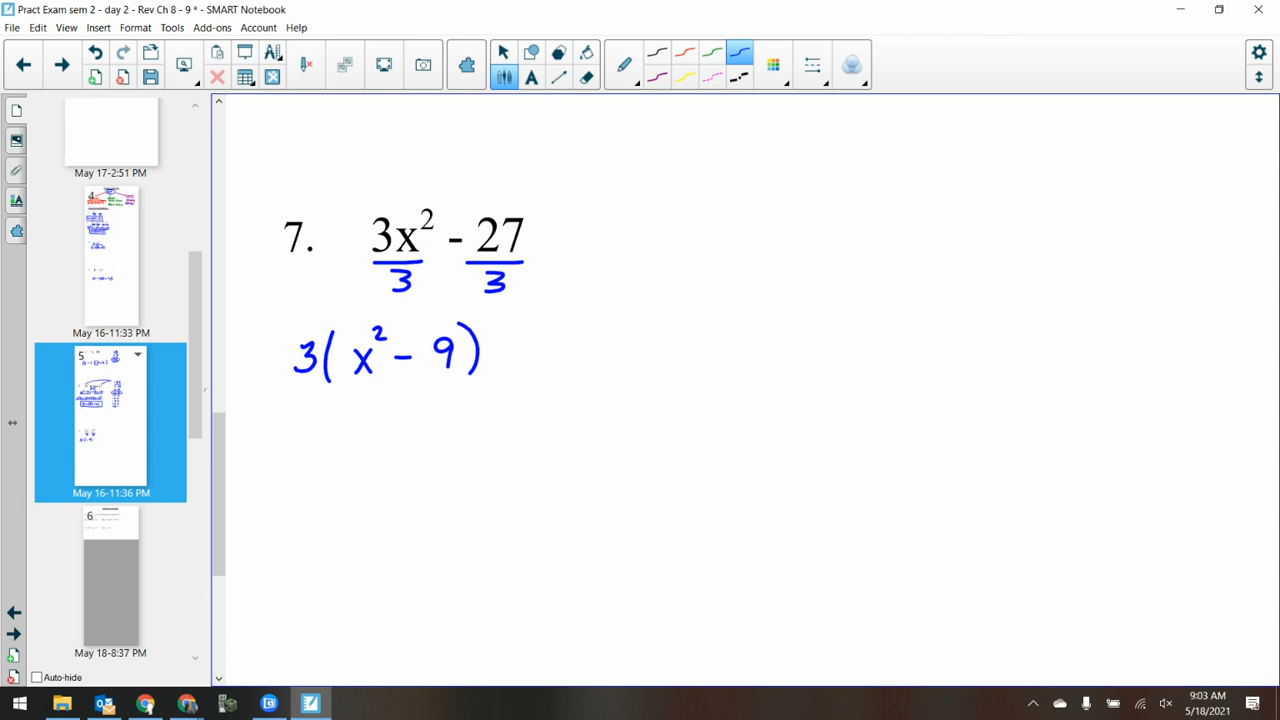 Pract Exam sem 2 - day 2 - Rev Ch 8 - 9 * - SMART Notebook
File Edit View Insert Format Tools Add-ons Account Help
May 17-2:51 PM
4
May 16-11:33 PM
5
May 16-11:36 PM
6
May 18-8:37 PM
Auto-hide
7. 3x² - 27
3 3
3( x² - 9)
9:03 AM
5/18/2021